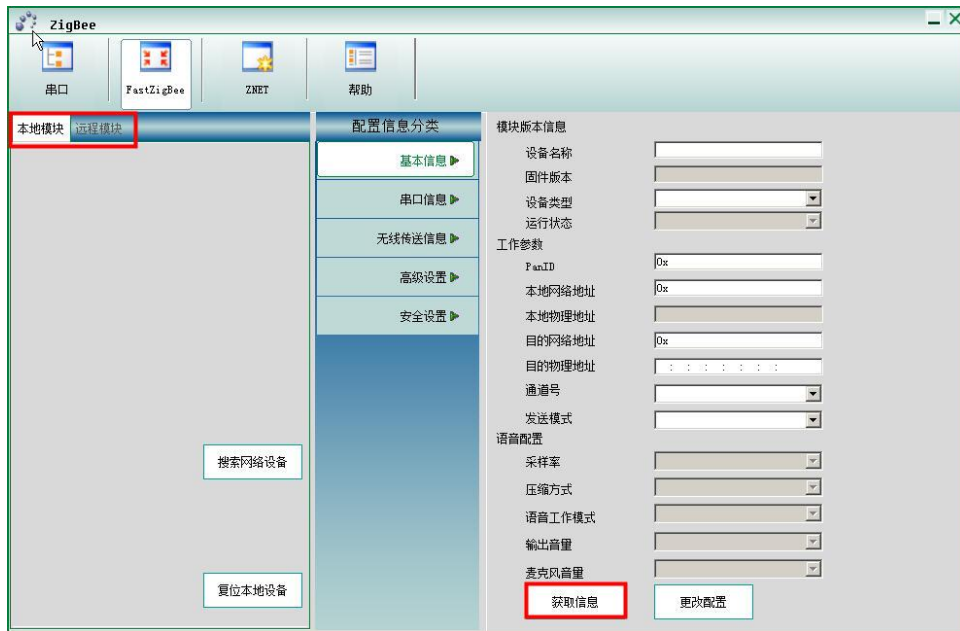 ZigBee
串口
FastZigBee
ZNET
帮助
本地模块 远程模块
搜索网络设备
复位本地设备
配置信息分类
基本信息
串口信息
无线传送信息
高级设置
安全设置
模块版本信息
设备名称
固件版本
设备类型
运行状态
工作参数
PanID 0x
本地网络地址 0x
本地物理地址
目的网络地址 0x
目的物理地址 : : : : : : :
通道号
发送模式
语音配置
采样率
压缩方式
语音工作模式
输出音量
麦克风音量
获取信息 更改配置